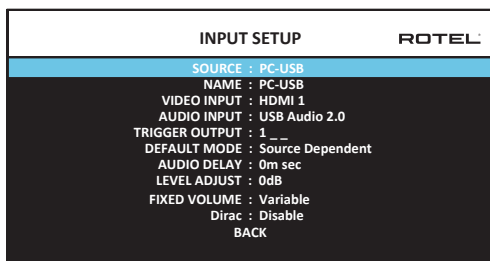 INPUT SETUP
ROTEL
SOURCE : PC-USB
NAME : PC-USB
VIDEO INPUT : HDMI 1
AUDIO INPUT : USB Audio 2.0
TRIGGER OUTPUT : 1 _ _
DEFAULT MODE : Source Dependent
AUDIO DELAY : 0m sec
LEVEL ADJUST : 0dB
FIXED VOLUME : Variable
Dirac : Disable
BACK